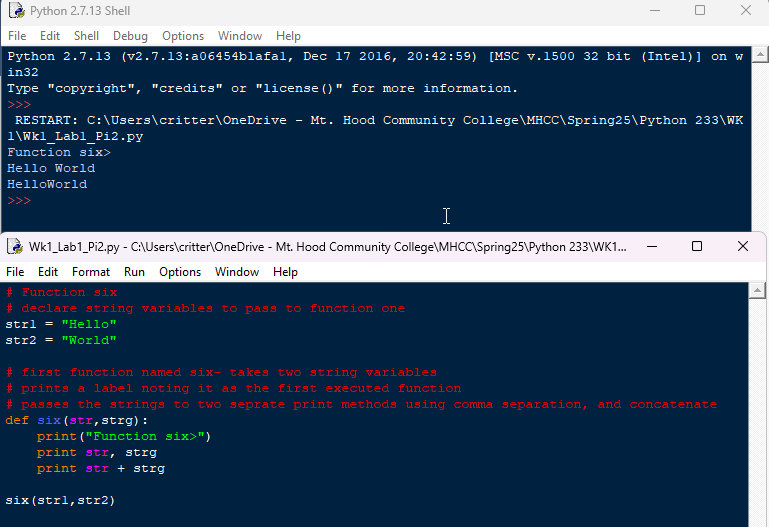 Python 2.7.13 Shell
File Edit Shell Debug Options Window Help
Python 2.7.13 (v2.7.13:a06454b1afa1, Dec 17 2016, 20:42:59) [MSC v.1500 32 bit (Intel)] on w
in32
Type "copyright", "credits" or "license()" for more information.
>>>
 RESTART: C:\Users\critter\OneDrive - Mt. Hood Community College\MHCC\Spring25\Python 233\WK
1\Wk1_Lab1_Pi2.py
Function six>
Hello World
HelloWorld
>>>
Wk1_Lab1_Pi2.py - C:\Users\critter\OneDrive - Mt. Hood Community College\MHCC\Spring25\Python 233\WK1...
File Edit Format Run Options Window Help
# Function six
# declare string variables to pass to function one
str1 = "Hello"
str2 = "World"
# first function named six- takes two string variables
# prints a label noting it as the first executed function
# passes the strings to two seprate print methods using comma separation, and concatenate
def six(str,strg):
    print("Function six>")
    print str, strg
    print str + strg
six(str1,str2)